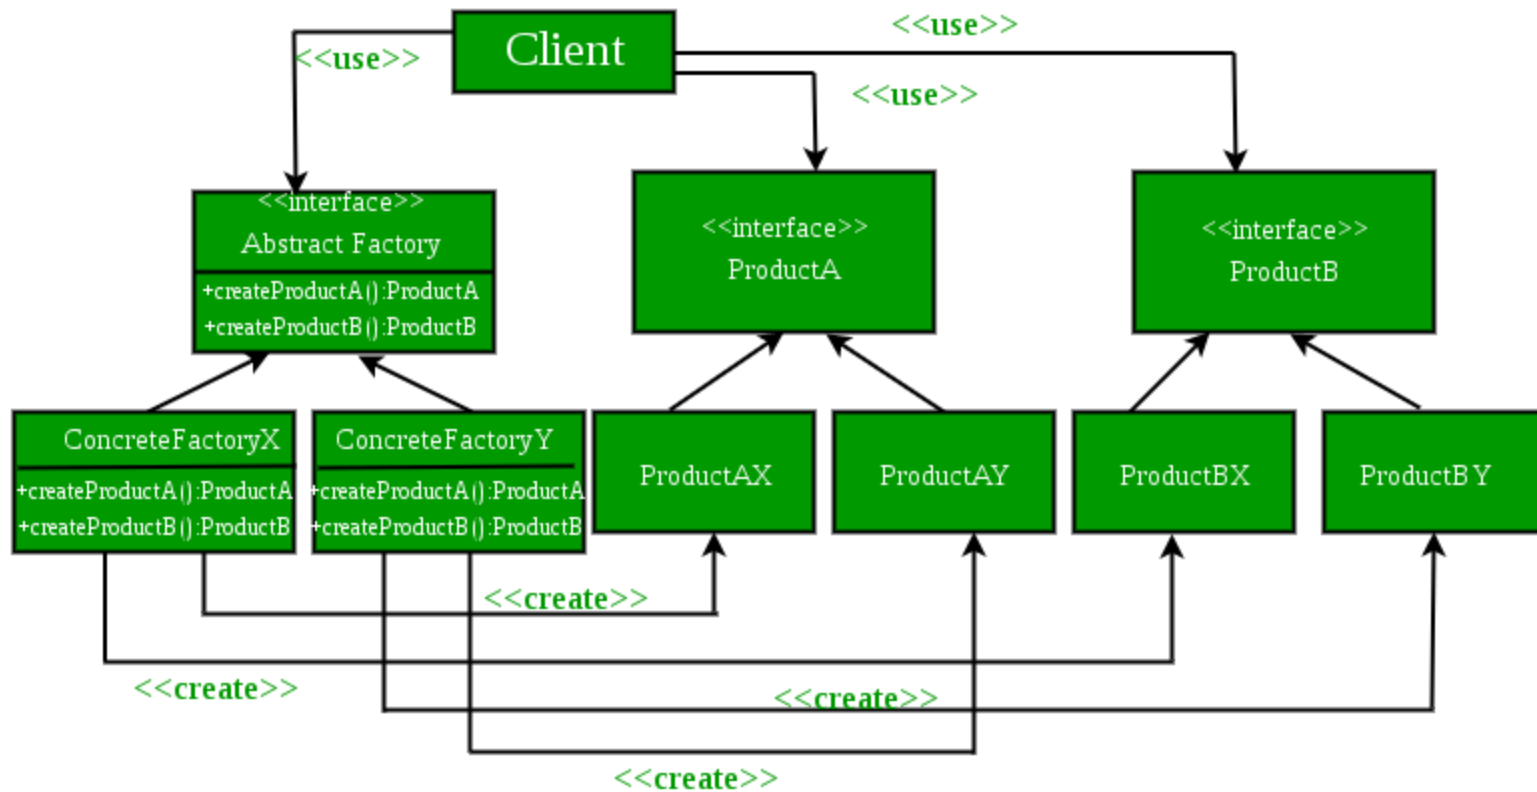 <<use>>
Client
<<use>>
<<use>>
<<interface>>
Abstract Factory
+createProductA():ProductA
+createProductB():ProductB
<<interface>>
ProductA
<<interface>>
ProductB
ConcreteFactoryX
+createProductA():ProductA
+createProductB():ProductB
ConcreteFactoryY
+createProductA():ProductA
+createProductB():ProductB
ProductAX
ProductAY
ProductBX
ProductBY
<<create>>
<<create>>
<<create>>
<<create>>